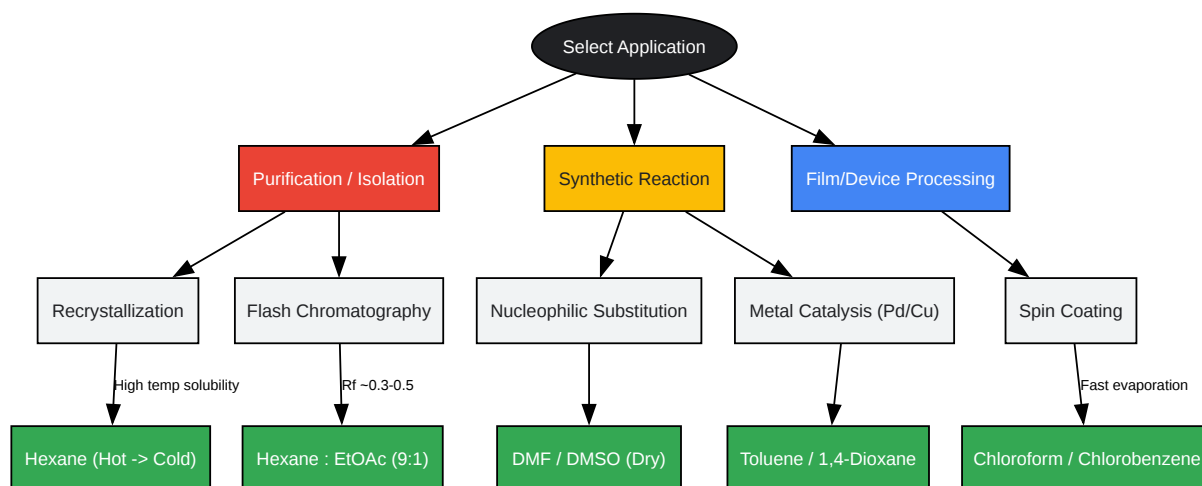 Select Application
Purification / Isolation
Synthetic Reaction
Film/Device Processing
Recrystallization
Flash Chromatography
Nucleophilic Substitution
Metal Catalysis (Pd/Cu)
Spin Coating
High temp solubility
Rf ~0.3-0.5
Fast evaporation
Hexane (Hot -> Cold)
Hexane : EtOAc (9:1)
DMF / DMSO (Dry)
Toluene / 1,4-Dioxane
Chloroform / Chlorobenzene